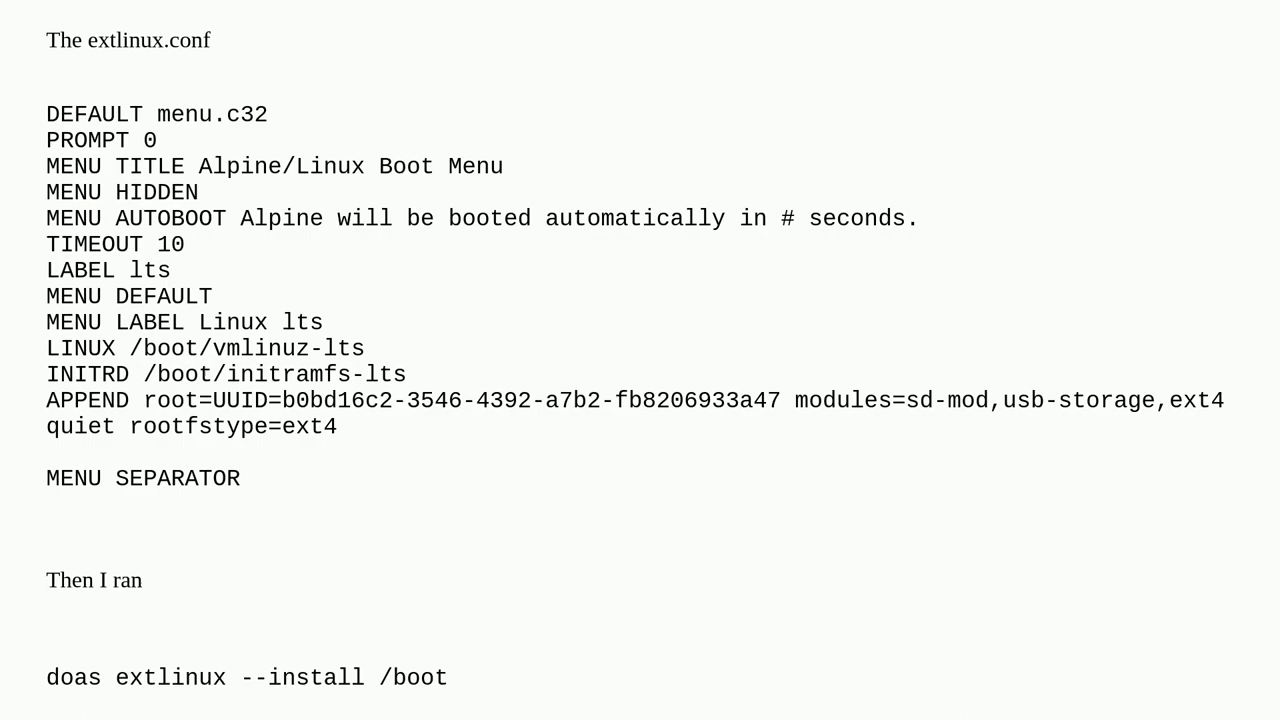 The extlinux.conf
DEFAULT menu.c32
PROMPT 0
MENU TITLE Alpine/Linux Boot Menu
MENU HIDDEN
MENU AUTOBOOT Alpine will be booted automatically in # seconds.
TIMEOUT 10
LABEL lts
MENU DEFAULT
MENU LABEL Linux lts
LINUX /boot/vmlinuz-lts
INITRD /boot/initramfs-lts
APPEND root=UUID=b0bd16c2-3546-4392-a7b2-fb8206933a47 modules=sd-mod,usb-storage,ext4
quiet rootfstype=ext4
MENU SEPARATOR
Then I ran
doas extlinux --install /boot